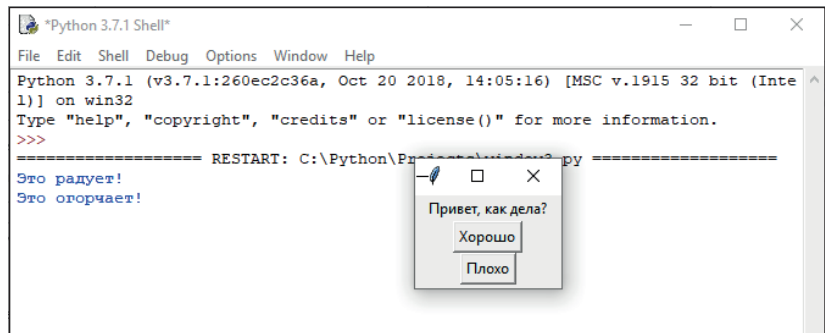 *Python 3.7.1 Shell*
File Edit Shell Debug Options Window Help
Python 3.7.1 (v3.7.1:260ec2c36a, Oct 20 2018, 14:05:16) [MSC v.1915 32 bit (Inte
l)] on win32
Type "help", "copyright", "credits" or "license()" for more information.
>>>
=================== RESTART: C:\Python\Projects\window3.py ===================
Это радует!
Это огорчает!
Привет, как дела?
Хорошо
Плохо